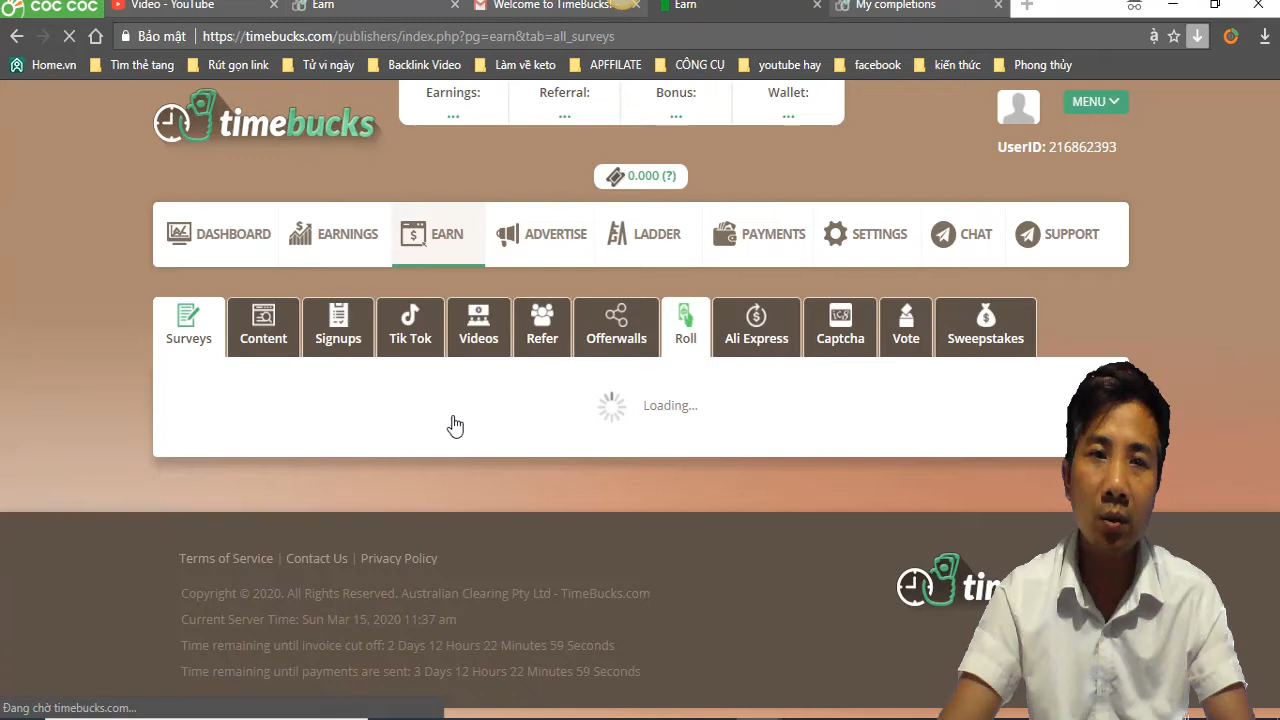 CỐC CỐC
Video - YouTube
Earn
Welcome to TimeBucks!
Earn
My completions
Bảo mật
https://timebucks.com/publishers/index.php?pg=earn&tab=all_surveys
Home.vn
Tìm thẻ tang
Rút gọn link
Tử vi ngày
Backlink Video
Làm về keto
APFFILATE
CÔNG CỤ
youtube hay
facebook
kiến thức
Phong thủy
timebucks
Earnings:
Referral:
Bonus:
Wallet:
...
...
...
...
MENU
UserID: 216862393
0.000 (?)
DASHBOARD
EARNINGS
EARN
ADVERTISE
LADDER
PAYMENTS
SETTINGS
CHAT
SUPPORT
Surveys
Content
Signups
Tik Tok
Videos
Refer
Offerwalls
Roll
Ali Express
Captcha
Vote
Sweepstakes
Loading...
Terms of Service | Contact Us | Privacy Policy
Copyright © 2020. All Rights Reserved. Australian Clearing Pty Ltd - TimeBucks.com
Current Server Time: Sun Mar 15, 2020, 11:37 am
Time remaining until invoice cut off: 2 Days 12 Hours 22 Minutes 59 Seconds
Time remaining until payments are sent: 3 Days 12 Hours 22 Minutes 59 Seconds
Đang chờ timebucks.com...